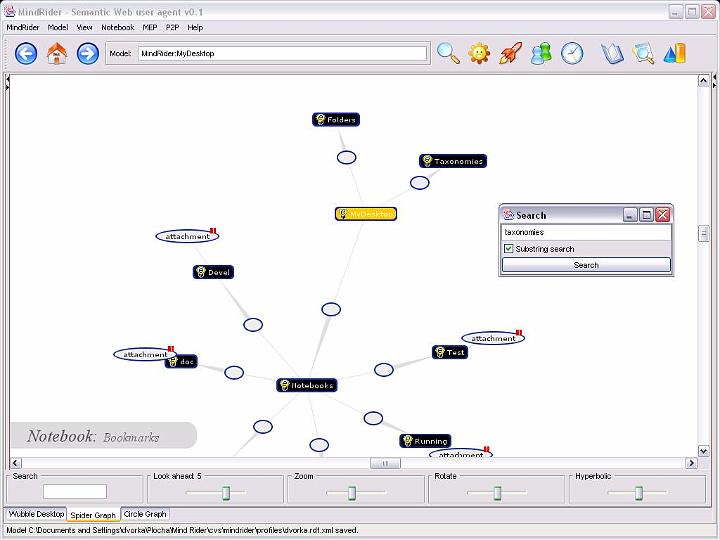 MindRider - Semantic Web user agent v0.1
MindRider Model View Notebook MEP P2P Help
Model: MindRider:MyDesktop
Folders
Taxonomies
MyDesktop
Search
taxonomies
Substring search
Search
attachment
Devel
attachment
Test
attachment
doc
Notebooks
Running
attachment
Notebook: Bookmarks
Search Look ahead: 5 Zoom Rotate Hyperbolic
Wubble Desktop Spider Graph Circle Graph
Model C:\Documents and Settings\dvorka\Plocha\Mind Rider\cvs\mindrider\profiles\dvorka.rdf.xml saved.